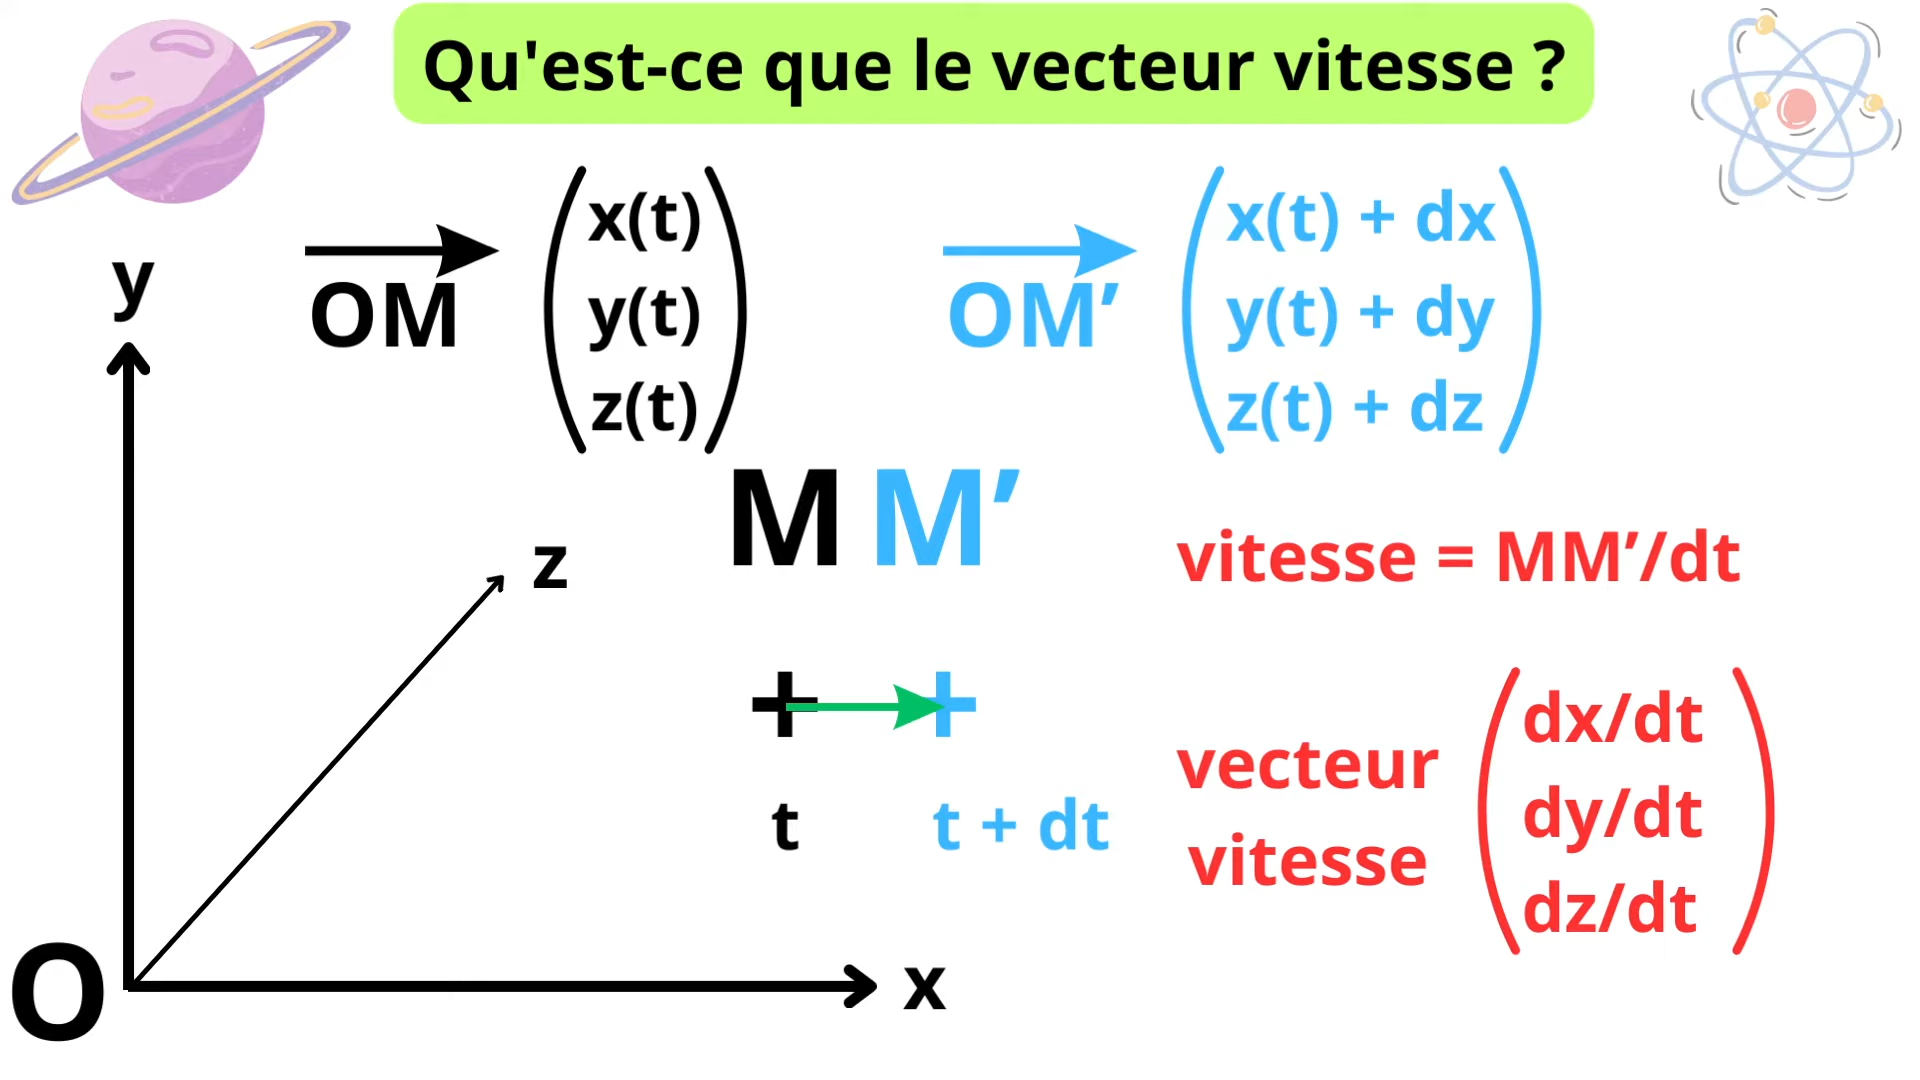 Qu'est-ce que le vecteur vitesse ?
OM
x(t)
y(t)
z(t)
OM’
x(t) + dx
y(t) + dy
z(t) + dz
y
z
x
O
M
M’
t
t + dt
vitesse = MM’/dt
vecteur
vitesse
dx/dt
dy/dt
dz/dt